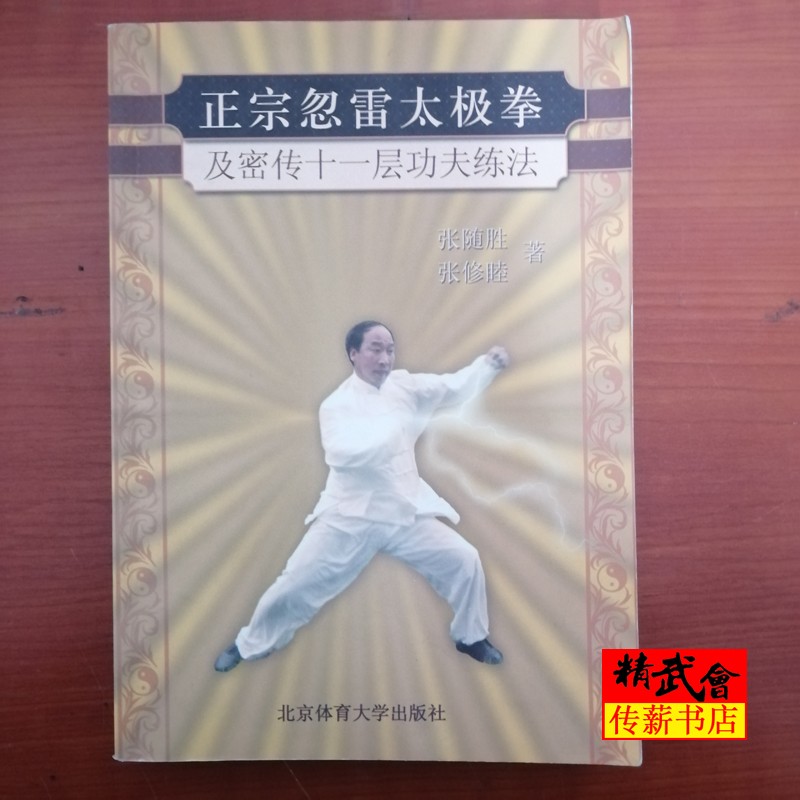 正宗忽雷太极拳
及密传十一层功夫练法
张随胜
张修睦
著
北京体育大学出版社
精武會
传薪书店